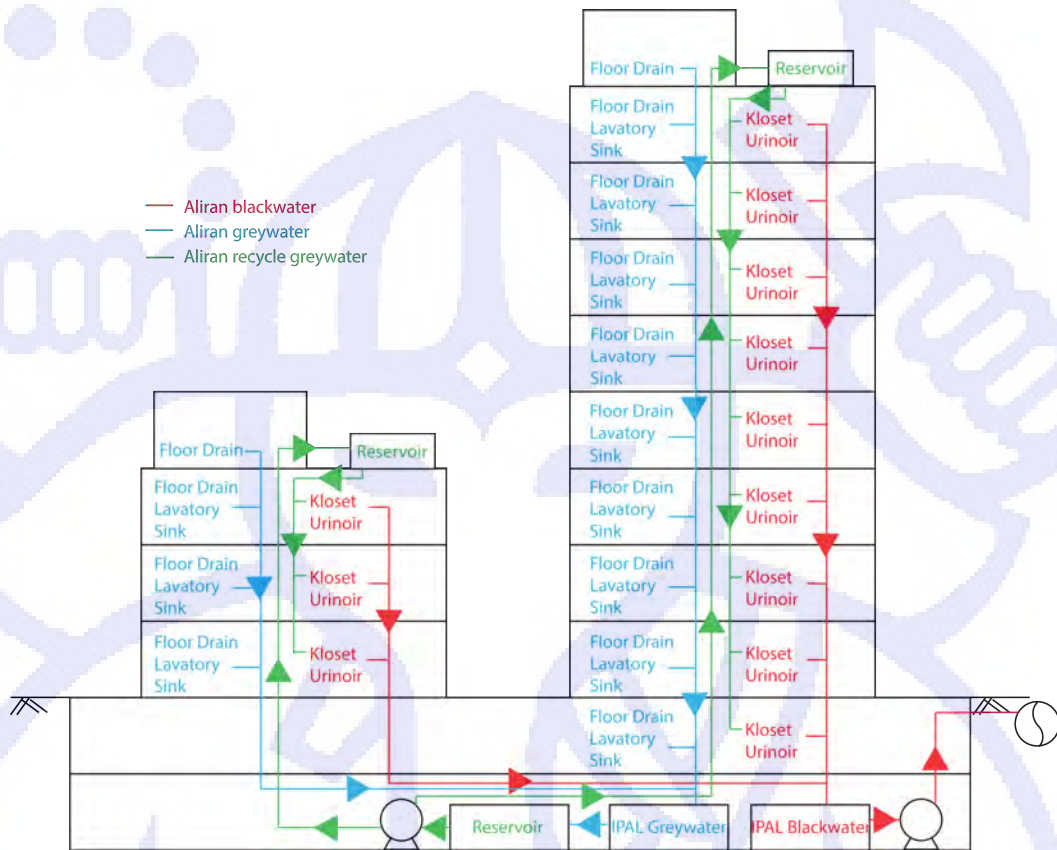 Aliran blackwater
Aliran greywater
Aliran recycle greywater
Floor Drain
Reservoir
Floor Drain
Lavatory
Sink
Kloset
Urinoir
Floor Drain
Lavatory
Sink
Kloset
Urinoir
Floor Drain
Lavatory
Sink
Kloset
Urinoir
Floor Drain
Reservoir
Floor Drain
Lavatory
Sink
Kloset
Urinoir
Floor Drain
Lavatory
Sink
Kloset
Urinoir
Floor Drain
Lavatory
Sink
Kloset
Urinoir
Floor Drain
Lavatory
Sink
Kloset
Urinoir
Floor Drain
Lavatory
Sink
Kloset
Urinoir
Floor Drain
Lavatory
Sink
Kloset
Urinoir
Floor Drain
Lavatory
Sink
Kloset
Urinoir
Floor Drain
Lavatory
Sink
Kloset
Urinoir
Floor Drain
Lavatory
Sink
Kloset
Urinoir
Reservoir
IPAL Greywater
IPAL Blackwater